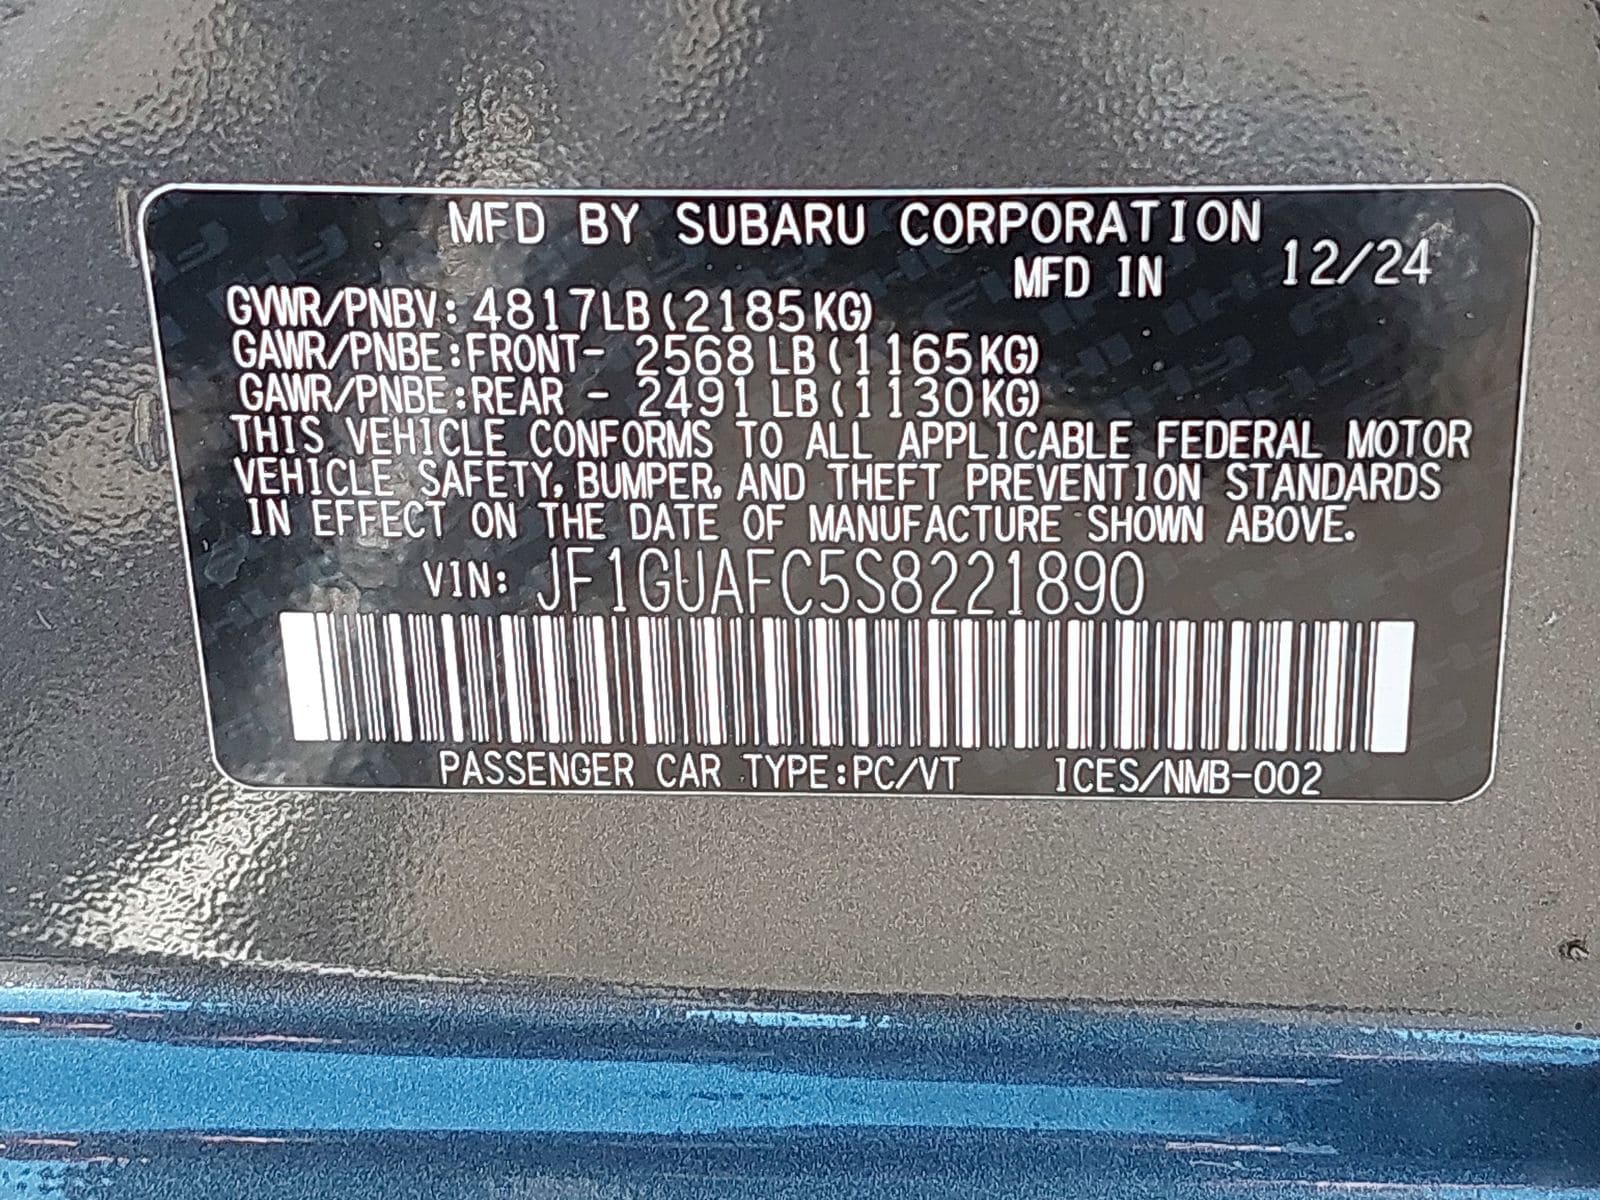 MFD BY SUBARU CORPORATION
MFD IN 12/24
GVWR/PNBV: 4817LB (2185KG)
GAWR/PNBE:FRONT- 2568 LB (1165KG)
GAWR/PNBE:REAR - 2491 LB (1130KG)
THIS VEHICLE CONFORMS TO ALL APPLICABLE FEDERAL MOTOR
VEHICLE SAFETY, BUMPER, AND THEFT PREVENTION STANDARDS
IN EFFECT ON THE DATE OF MANUFACTURE SHOWN ABOVE.
VIN: JF1GUAFC5S8221890
PASSENGER CAR TYPE:PC/VT ICES/NMB-002